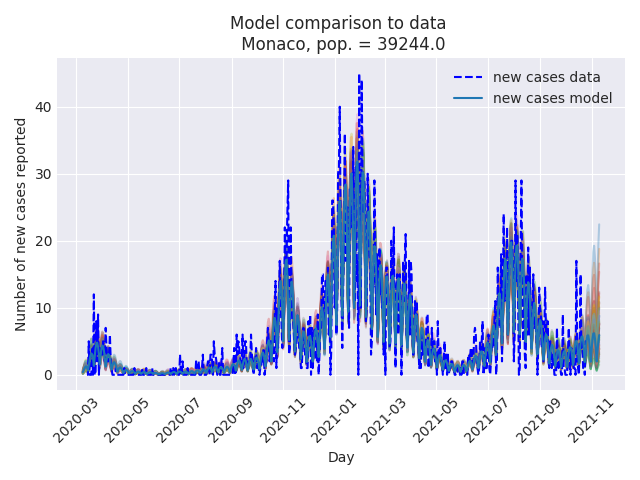 Model comparison to data
Monaco, pop. = 39244.0
new cases data
new cases model
Number of new cases reported
40
30
20
10
0
2020-03
2020-05
2020-07
2020-09
2020-11
2021-01
2021-03
2021-05
2021-07
2021-09
2021-11
Day